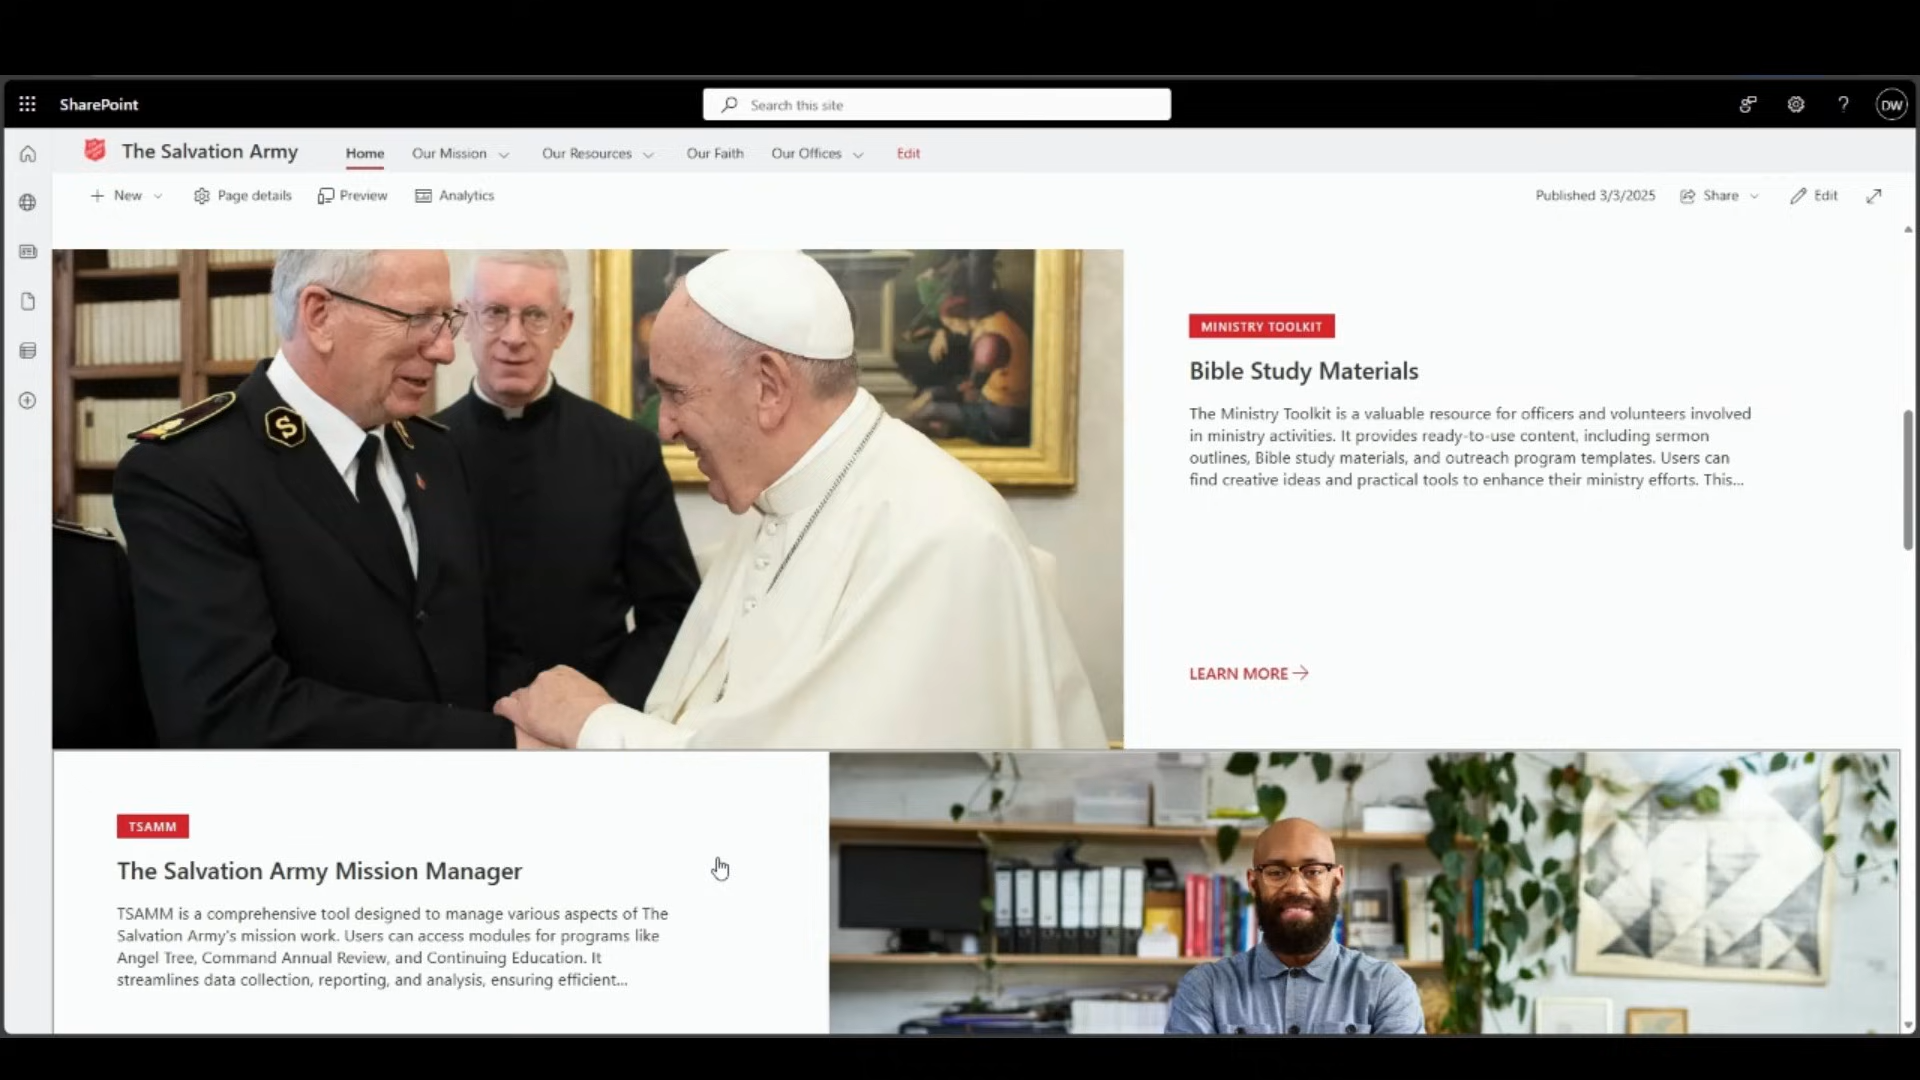 SharePoint
Search this site
DW
The Salvation Army
Home
Our Mission
Our Resources
Our Faith
Our Offices
Edit
New
Page details
Preview
Analytics
Published 3/3/2025
Share
Edit
S
MINISTRY TOOLKIT
Bible Study Materials
The Ministry Toolkit is a valuable resource for officers and volunteers involved
in ministry activities. It provides ready-to-use content, including sermon
outlines, Bible study materials, and outreach program templates. Users can
find creative ideas and practical tools to enhance their ministry efforts. This...
LEARN MORE
TSAMM
The Salvation Army Mission Manager
TSAMM is a comprehensive tool designed to manage various aspects of The
Salvation Army's mission work. Users can access modules for programs like
Angel Tree, Command Annual Review, and Continuing Education. It
streamlines data collection, reporting, and analysis, ensuring efficient...